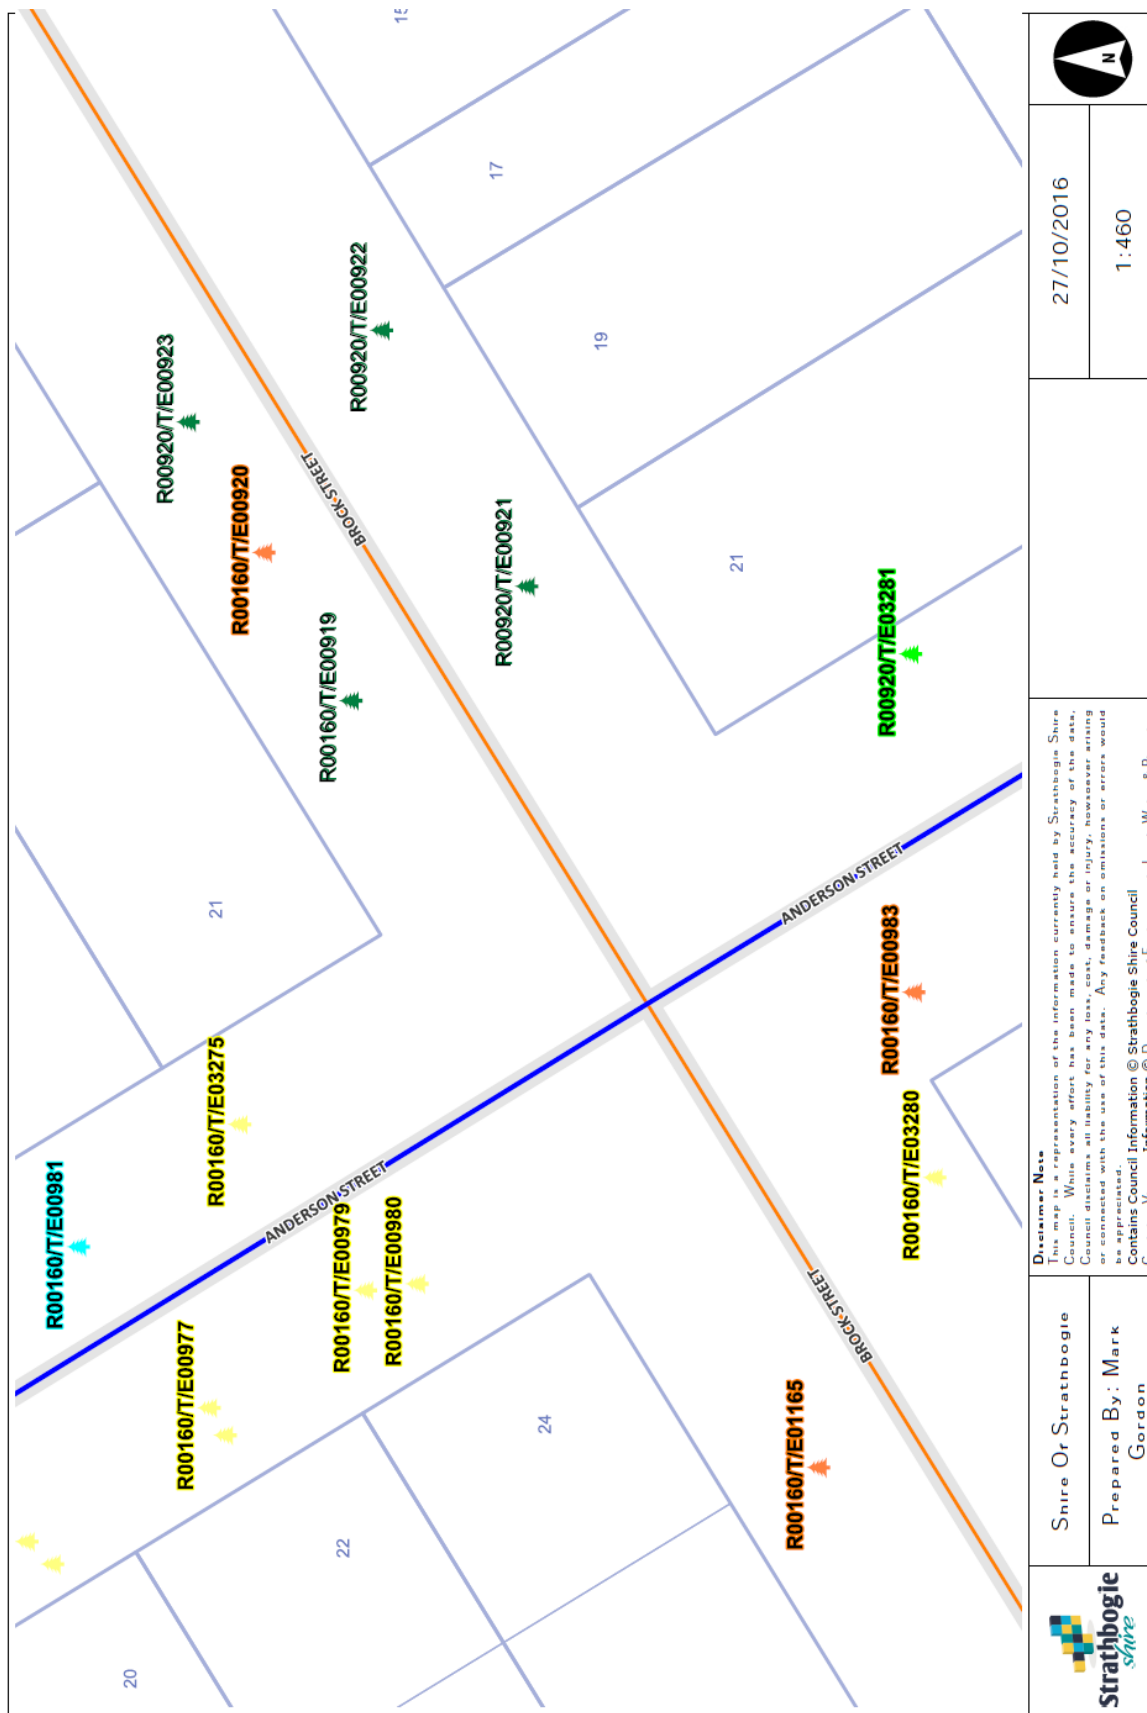 20
22
24
21
21
19
17
R00160/T/E00977
R00160/T/E00981
R00160/T/E03275
R00160/T/E00979
R00160/T/E00980
ANDERSON STREET
R00160/T/E00919
R00160/T/E00920
R00920/T/E00923
R00920/T/E00922
R00920/T/E00921
BROCK STREET
R00920/T/E03281
ANDERSON STREET
R00160/T/E00983
R00160/T/E03280
BROCK STREET
R00160/T/E01165
Strathbogie
shire
Shire Of Strathbogie
Prepared By: Mark
Gordon
Disclaimer Note
This map is a representation of the information currently held by Strathbogie Shire
Council. While every effort has been made to ensure the accuracy of the data,
Council disclaims all liability for any loss, cost, damage or injury, howsoever arising
or connected with the use of this data. Any feedback on omissions or errors would
be appreciated.
Contains Council Information © Strathbogie Shire Council
27/10/2016
1:460
N